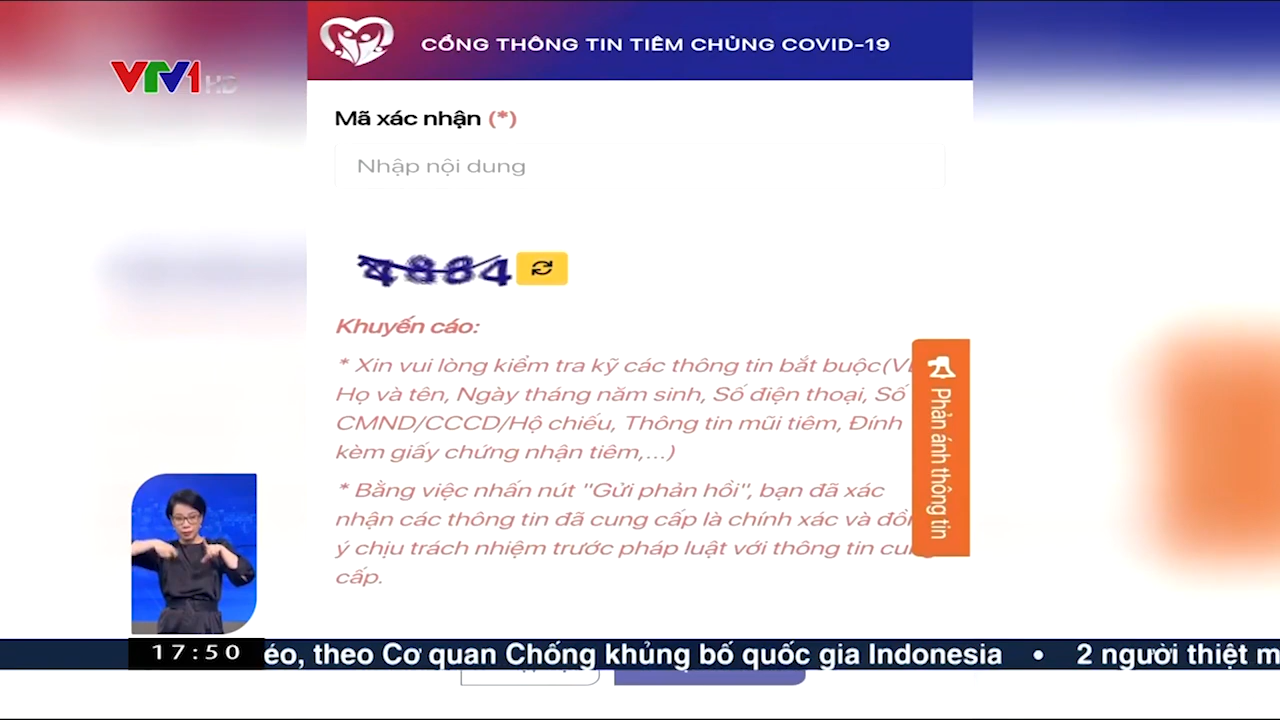 CỔNG THÔNG TIN TIÊM CHỦNG COVID-19
VTV1 HD
Mã xác nhận (*)
Nhập nội dung
4884
Khuyến cáo:
* Xin vui lòng kiểm tra kỹ các thông tin bắt buộc(
Họ và tên, Ngày tháng năm sinh, Số điện thoại, Số
CMND/CCCD/Hộ chiếu, Thông tin mũi tiêm, Đính
kèm giấy chứng nhận tiêm,...)
* Bằng việc nhấn nút "Gửi phản hồi", bạn đã xác
nhận các thông tin đã cung cấp là chính xác và
ý chịu trách nhiệm trước pháp luật với thông tin
cấp.
Phản ánh thông tin
17:50 éo, theo Cơ quan Chống khủng bố quốc gia Indonesia • 2 người thiệt m